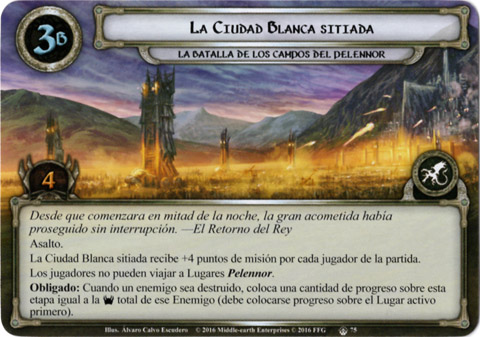 3B
La Ciudad Blanca sitiada
La batalla de los Campos del Pelennor
4
Desde que comenzara en mitad de la noche, la gran acometida había
proseguido sin interrupción. —El Retorno del Rey
Asalto.
La Ciudad Blanca sitiada recibe +4 puntos de misión por cada jugador de la partida.
Los jugadores no pueden viajar a Lugares Pelennor.
Obligado: Cuando un enemigo sea destruido, coloca una cantidad de progreso sobre esta
etapa igual a la total de ese Enemigo (debe colocarse progreso sobre el Lugar activo
primero).
Illus. Álvaro Calvo Escudero © 2016 Middle-earth Enterprises © 2016 FFG 75